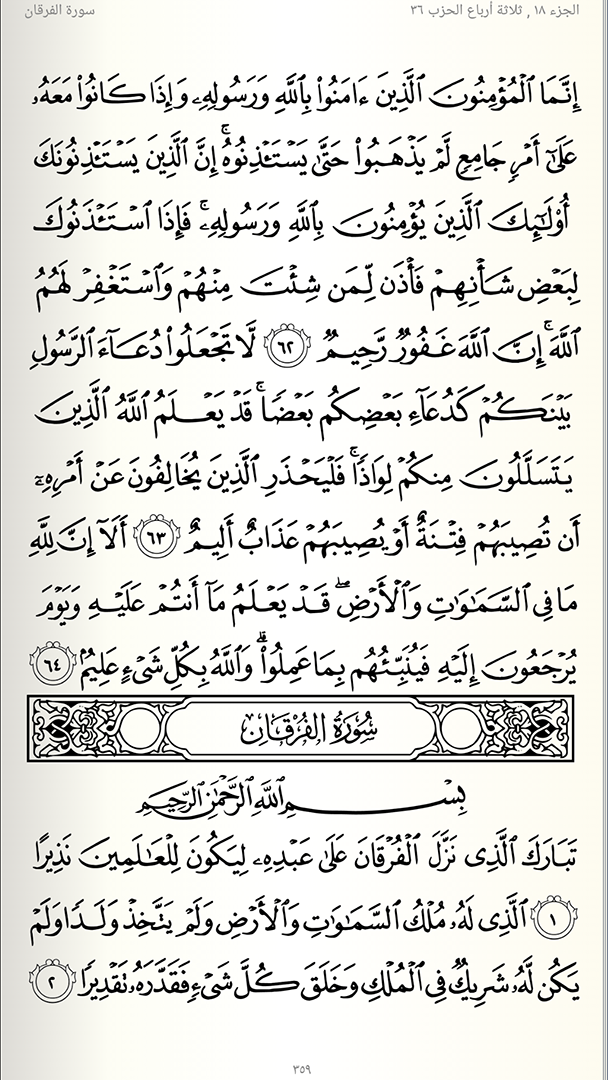 الجزء ١٨ , ثلاثة أرباع الحزب ٣٦
سورة الفرقان
إِنَّمَا ٱلْمُؤْمِنُونَ ٱلَّذِينَ ءَامَنُوا۟ بِٱللَّهِ وَرَسُولِهِۦ وَإِذَا كَانُوا۟ مَعَهُۥ
عَلَىٰٓ أَمْرٍ جَامِعٍ لَّمْ يَذْهَبُوا۟ حَتَّىٰ يَسْتَـْٔذِنُوهُ ۚ إِنَّ ٱلَّذِينَ يَسْتَـْٔذِنُونَكَ
أُو۟لَـٰٓئِكَ ٱلَّذِينَ يُؤْمِنُونَ بِٱللَّهِ وَرَسُولِهِۦ ۚ فَإِذَا ٱسْتَـْٔذَنُوكَ
لِبَعْضِ شَأْنِهِمْ فَأْذَن لِّمَن شِئْتَ مِنْهُمْ وَٱسْتَغْفِرْ لَهُمُ
ٱللَّهَ ۚ إِنَّ ٱللَّهَ غَفُورٌ رَّحِيمٌ ٦٢ لَّا تَجْعَلُوا۟ دُعَآءَ ٱلرَّسُولِ
بَيْنَكُمْ كَدُعَآءِ بَعْضِكُم بَعْضًا ۚ قَدْ يَعْلَمُ ٱللَّهُ ٱلَّذِينَ
يَتَسَلَّلُونَ مِنكُمْ لِوَاذًا ۚ فَلْيَحْذَرِ ٱلَّذِينَ يُخَالِفُونَ عَنْ أَمْرِهِۦٓ
أَن تُصِيبَهُمْ فِتْنَةٌ أَوْ يُصِيبَهُمْ عَذَابٌ أَلِيمٌ ٦٣ أَلَآ إِنَّ لِلَّهِ
مَا فِى ٱلسَّمَـٰوَٰتِ وَٱلْأَرْضِ ۖ قَدْ يَعْلَمُ مَآ أَنتُمْ عَلَيْهِ وَيَوْمَ
يُرْجَعُونَ إِلَيْهِ فَيُنَبِّئُهُم بِمَا عَمِلُوا۟ ۗ وَٱللَّهُ بِكُلِّ شَىْءٍ عَلِيمٌۢ ٦٤
سُورَةُ الفُرْقَانِ
بِسْمِ ٱللَّهِ ٱلرَّحْمَـٰنِ ٱلرَّحِيمِ
تَبَارَكَ ٱلَّذِى نَزَّلَ ٱلْفُرْقَانَ عَلَىٰ عَبْدِهِۦ لِيَكُونَ لِلْعَـٰلَمِينَ نَذِيرًا
١ ٱلَّذِى لَهُۥ مُلْكُ ٱلسَّمَـٰوَٰتِ وَٱلْأَرْضِ وَلَمْ يَتَّخِذْ وَلَدًا وَلَمْ
يَكُن لَّهُۥ شَرِيكٌ فِى ٱلْمُلْكِ وَخَلَقَ كُلَّ شَىْءٍ فَقَدَّرَهُۥ تَقْدِيرًا ٢
٣٥٩